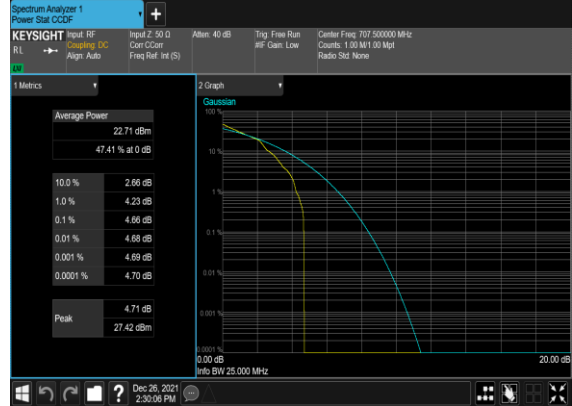 Spectrum Analyzer 1
Power Stat CCDF
+
KEYSIGHT
RL
Input: RF
Coupling: DC
Align: Auto
Input Z: 50 Ω
Corr CCorr
Freq Ref: Int (S)
Atten: 40 dB
Trig: Free Run
#IF Gain: Low
Center Freq: 707.500000 MHz
Counts: 1.00 M/1.00 Mpt
Radio Std: None
1 Metrics
Average Power
22.71 dBm
47.41 % at 0 dB
10.0 % 2.66 dB
1.0 % 4.23 dB
0.1 % 4.66 dB
0.01 % 4.68 dB
0.001 % 4.69 dB
0.0001 % 4.70 dB
Peak
4.71 dB
27.42 dBm
2 Graph
Gaussian
100 %
10 %
1 %
0.1 %
0.01 %
0.001 %
0.0001 %
0.00 dB
20.00 dB
Info BW 25.000 MHz
?
Dec 26, 2021
2:30:06 PM